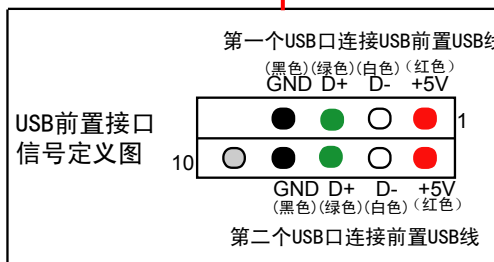 第一个USB口连接USB前置USB线
(黑色)(绿色)(白色)(红色)
GND D+ D- +5V
1
USB前置接口
信号定义图
10
GND D+ D- +5V
(黑色)(绿色)(白色)(红色)
第二个USB口连接前置USB线